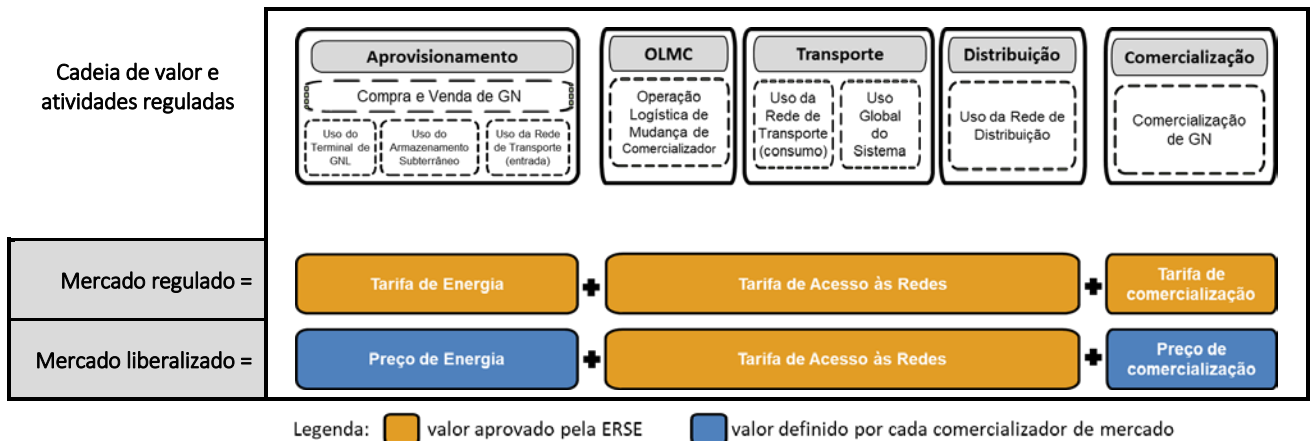 Cadeia de valor e
atividades reguladas
Aprovisionamento
Compra e Venda de GN
Uso do
Terminal de
GNL
Uso do
Armazenamento
Subterrâneo
Uso da Rede
de Transporte
(entrada)
OLMC
Operação
Logística de
Mudança de
Comercializador
Transporte
Uso da
Rede de
Transporte
(consumo)
Uso
Global
do
Sistema
Distribuição
Uso da Rede de
Distribuição
Comercialização
Comercialização
de GN
Mercado regulado =
Tarifa de Energia
+
Tarifa de Acesso às Redes
+
Tarifa de
comercialização
Mercado liberalizado =
Preço de Energia
+
Tarifa de Acesso às Redes
+
Preço de
comercialização
Legenda:
valor aprovado pela ERSE
valor definido por cada comercializador de mercado